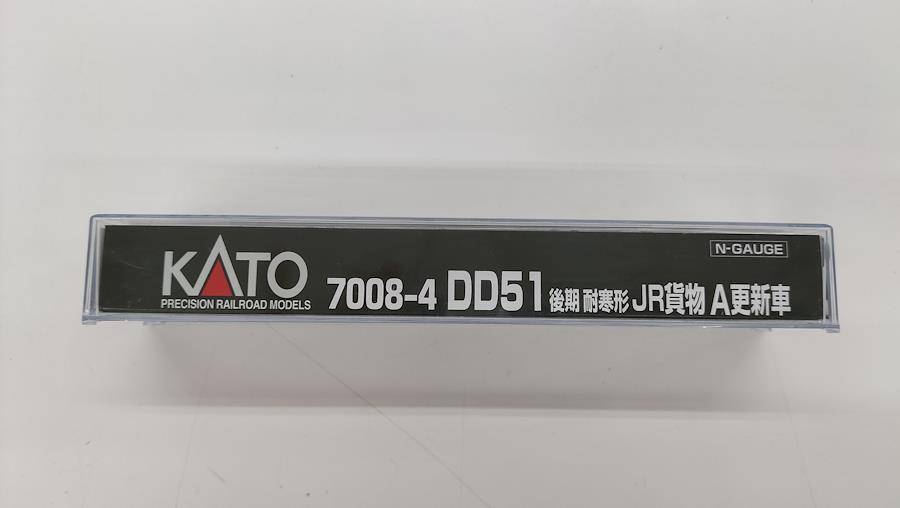 KATO
PRECISION RAILROAD MODELS
7008-4 DD51 後期 耐寒形 JR貨物 A更新車
N-GAUGE